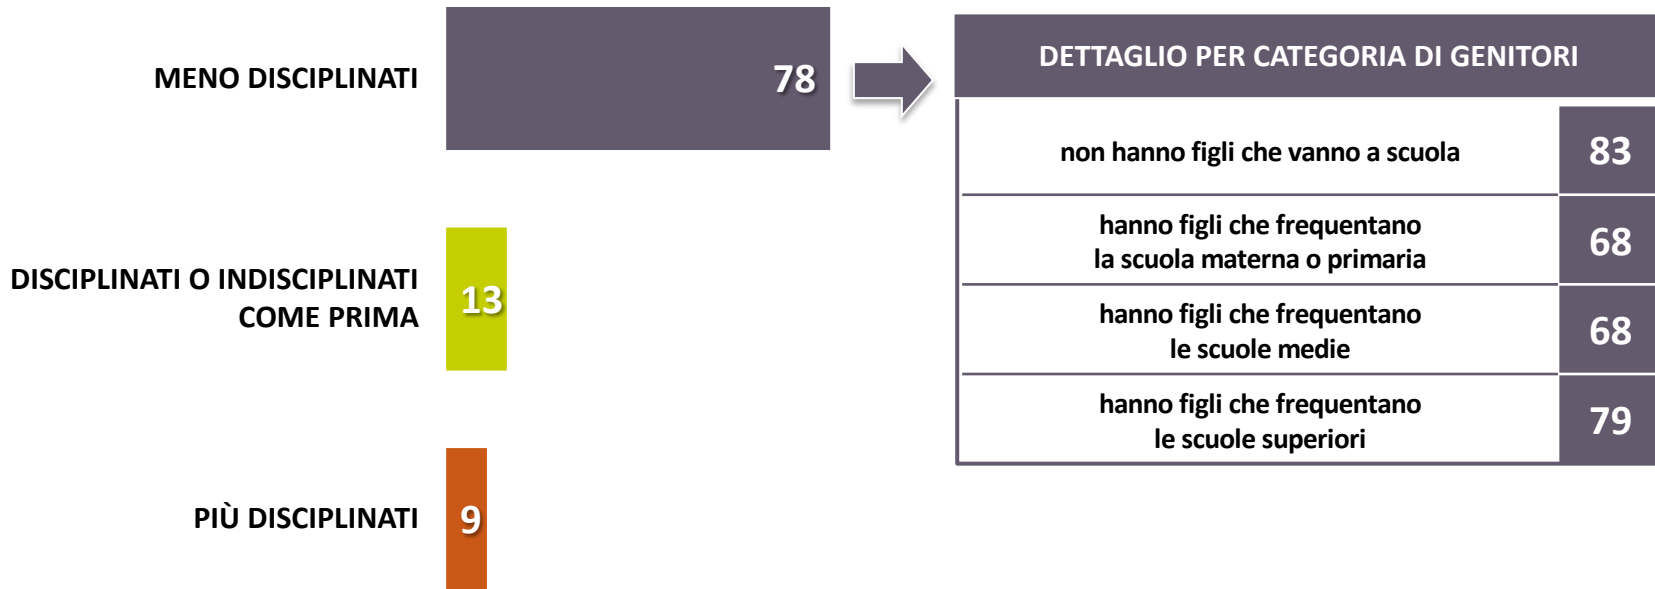 MENO DISCIPLINATI
78
DISCIPLINATI O INDISCIPLINATI
COME PRIMA
13
PIÙ DISCIPLINATI
9
DETTAGLIO PER CATEGORIA DI GENITORI
non hanno figli che vanno a scuola
83
hanno figli che frequentano
la scuola materna o primaria
68
hanno figli che frequentano
le scuole medie
68
hanno figli che frequentano
le scuole superiori
79